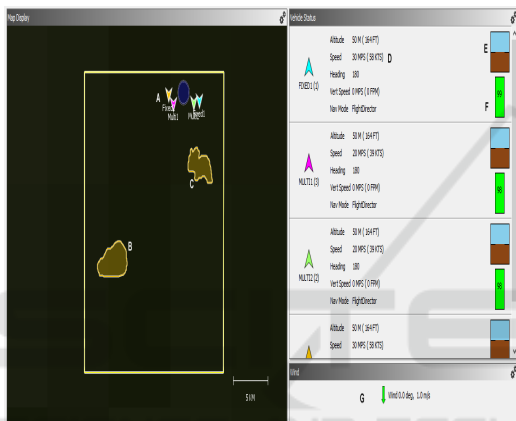 Map Display
A
Fixed2
Multi1
Multi2
Fixed1
C
B
5 KM
Vehicle Status
Altitude 50 M ( 164 FT)
Speed 30 MPS ( 58 KTS) D
Heading 180
Vert Speed 0 MPS ( 0 FPM)
Nav Mode FlightDirector
FIXED1 (1)
E
F
99
Altitude 50 M ( 164 FT)
Speed 20 MPS ( 39 KTS)
Heading 180
Vert Speed 0 MPS ( 0 FPM)
Nav Mode FlightDirector
MULTI1 (3)
98
Altitude 50 M ( 164 FT)
Speed 20 MPS ( 39 KTS)
Heading 180
Vert Speed 0 MPS ( 0 FPM)
Nav Mode FlightDirector
MULTI2 (2)
98
Altitude 50 M ( 164 FT)
Speed 30 MPS ( 58 KTS)
Wind
G
Wind 0.0 deg, 1.0 m/s